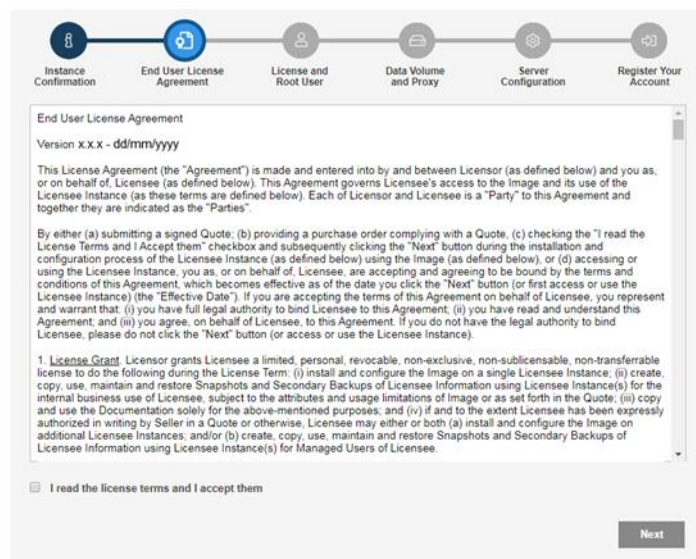 Instance
Confirmation
End User License
Agreement
License and
Root User
Data Volume
and Proxy
Server
Configuration
Register Your
Account
End User License Agreement
Version x.x.x - dd/mm/yyyy
This License Agreement (the "Agreement") is made and entered into by and between Licensor (as defined below) and you as,
or on behalf of, Licensee (as defined below). This Agreement governs Licensee's access to the Image and its use of the
Licensee Instance (as these terms are defined below). Each of Licensor and Licensee is a "Party" to this Agreement and
together they are indicated as the "Parties".
By either (a) submitting a signed Quote; (b) providing a purchase order complying with a Quote, (c) checking the "I read the
License Terms and I Accept them" checkbox and subsequently clicking the "Next" button during the installation and
configuration process of the Licensee Instance (as defined below) using the Image (as defined below), or (d) accessing or
using the Licensee Instance, you as, or on behalf of, Licensee, are accepting and agreeing to be bound by the terms and
conditions of this Agreement, which becomes effective as of the date you click the "Next" button (or first access or use the
Licensee Instance) (the "Effective Date"). If you are accepting the terms of this Agreement on behalf of Licensee, you represent
and warrant that: (i) you have full legal authority to bind Licensee to this Agreement; (ii) you have read and understand this
Agreement; and (iii) you agree, on behalf of Licensee, to this Agreement. If you do not have the legal authority to bind
Licensee, please do not click the "Next" button (or access or use the Licensee Instance).
1. License Grant. Licensor grants Licensee a limited, personal, revocable, non-exclusive, non-sublicensable, non-transferrable
license to do the following during the License Term: (i) install and configure the Image on a single Licensee Instance; (ii) create,
copy, use, maintain and restore Snapshots and Secondary Backups of Licensee Information using Licensee Instance(s) for the
internal business use of Licensee, subject to the attributes and usage limitations of Image or as set forth in the Quote; (iii) copy
and use the Documentation solely for the above-mentioned purposes; and (iv) if and to the extent Licensee has been expressly
authorized in writing by Seller in a Quote or otherwise, Licensee may either or both (a) install and configure the Image on
additional Licensee Instances; and/or (b) create, copy, use, maintain and restore Snapshots and Secondary Backups of
Licensee Information using Licensee Instance(s) for Managed Users of Licensee.
I read the license terms and I accept them
Next